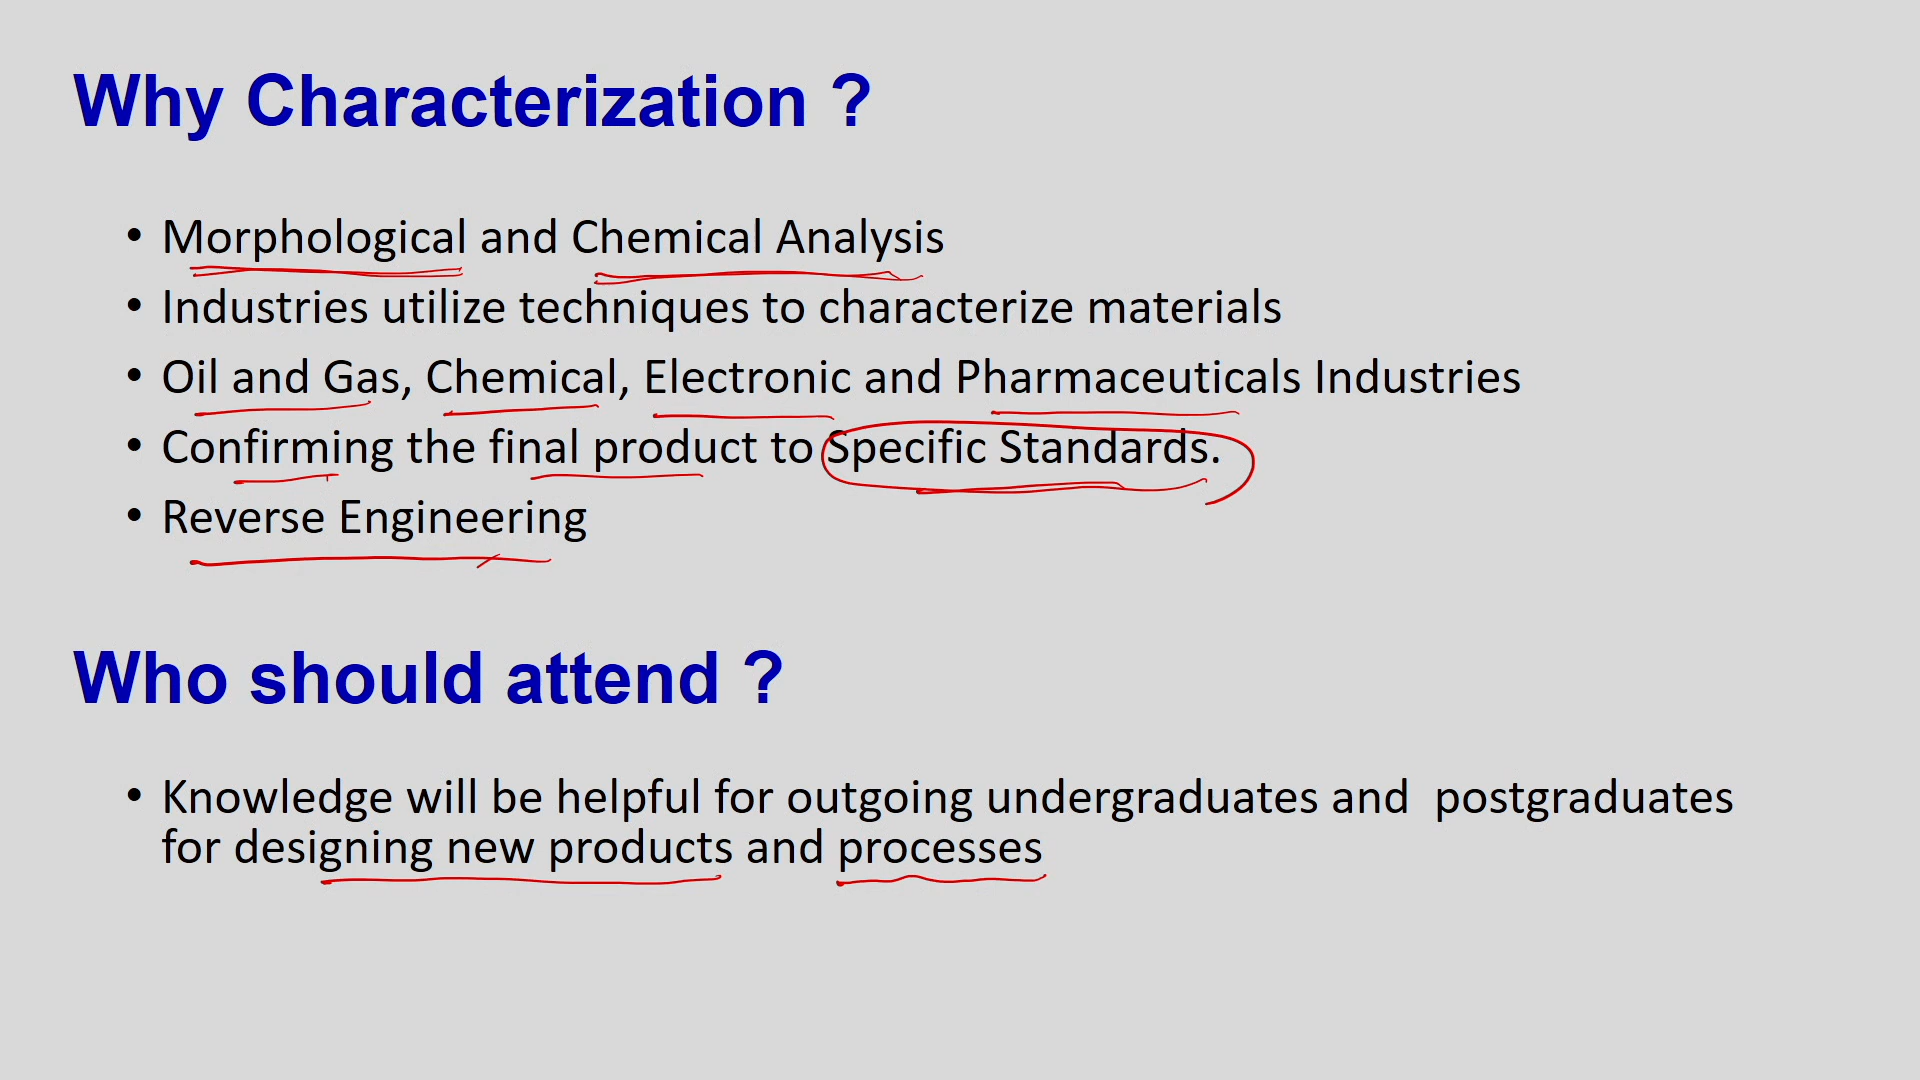 Why Characterization ?
• Morphological and Chemical Analysis
• Industries utilize techniques to characterize materials
• Oil and Gas, Chemical, Electronic and Pharmaceuticals Industries
• Confirming the final product to Specific Standards.
• Reverse Engineering
Who should attend ?
• Knowledge will be helpful for outgoing undergraduates and  postgraduates
for designing new products and processes